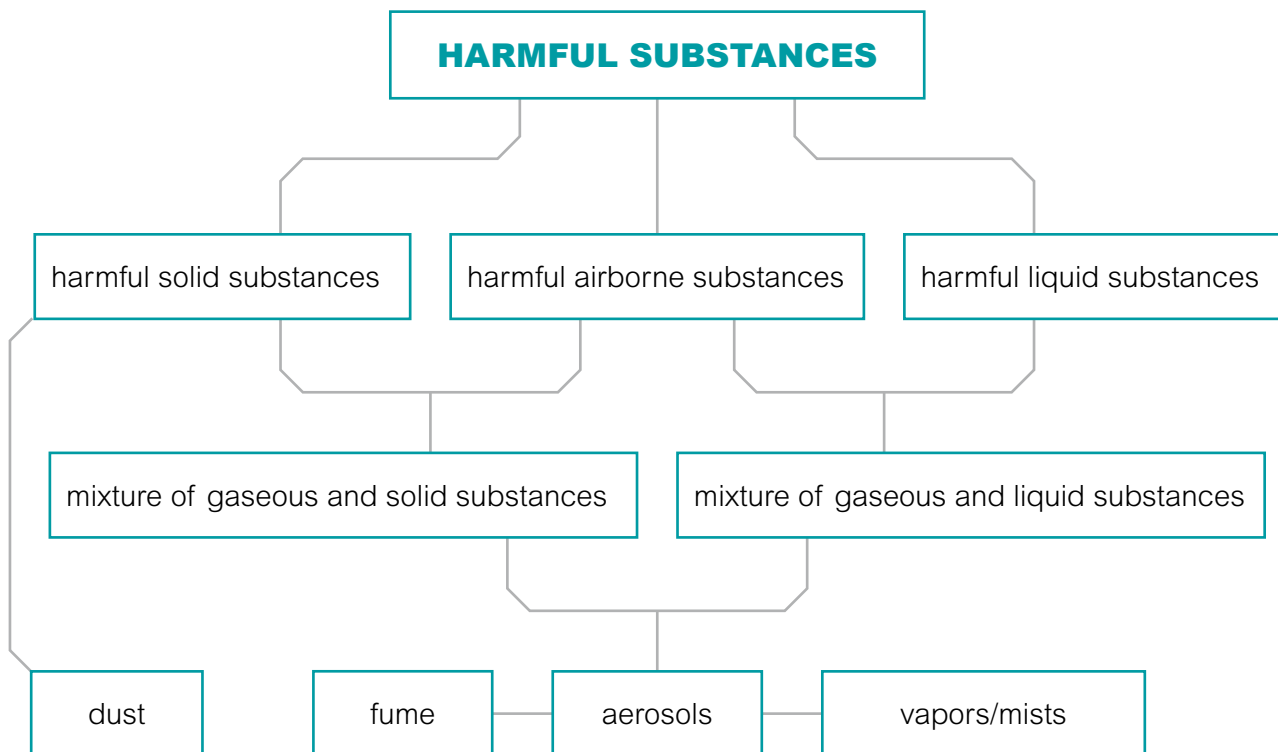 HARMFUL SUBSTANCES
harmful solid substances
harmful airborne substances
harmful liquid substances
mixture of gaseous and solid substances
mixture of gaseous and liquid substances
dust
fume
aerosols
vapors/mists